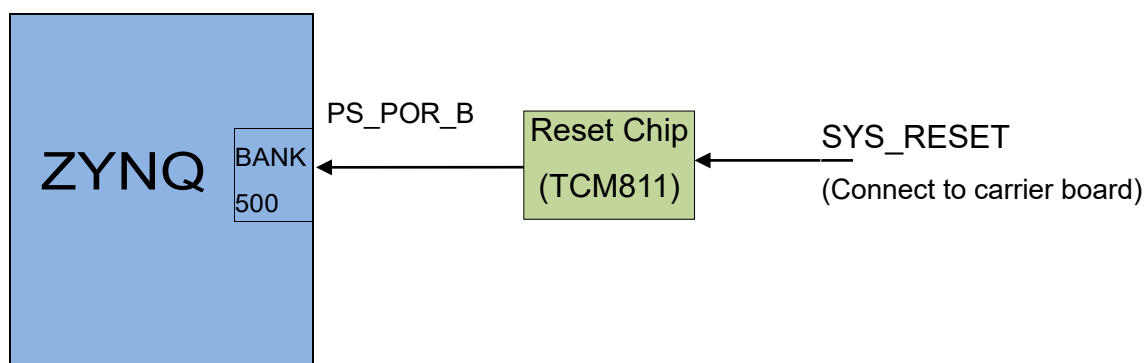 ZYNQ
BANK
500
PS_POR_B
Reset Chip
(TCM811)
SYS_RESET
(Connect to carrier board)